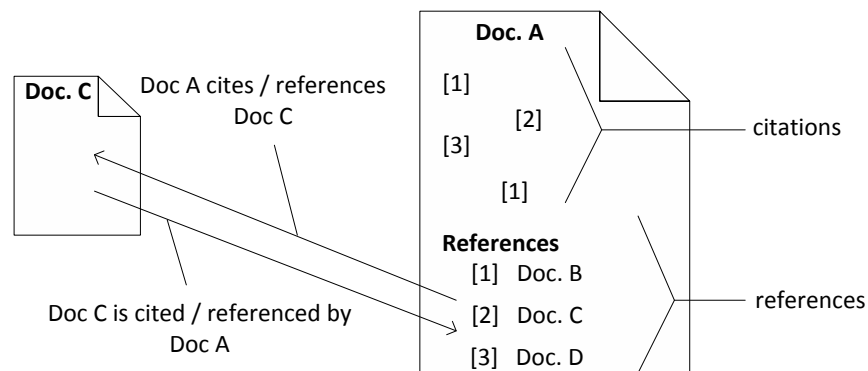 Doc. A
Doc. C
Doc A cites / references
Doc C
[1]
[2]
[3]
[1]
citations
References
[1] Doc. B
[2] Doc. C
[3] Doc. D
references
Doc C is cited / referenced by
Doc A